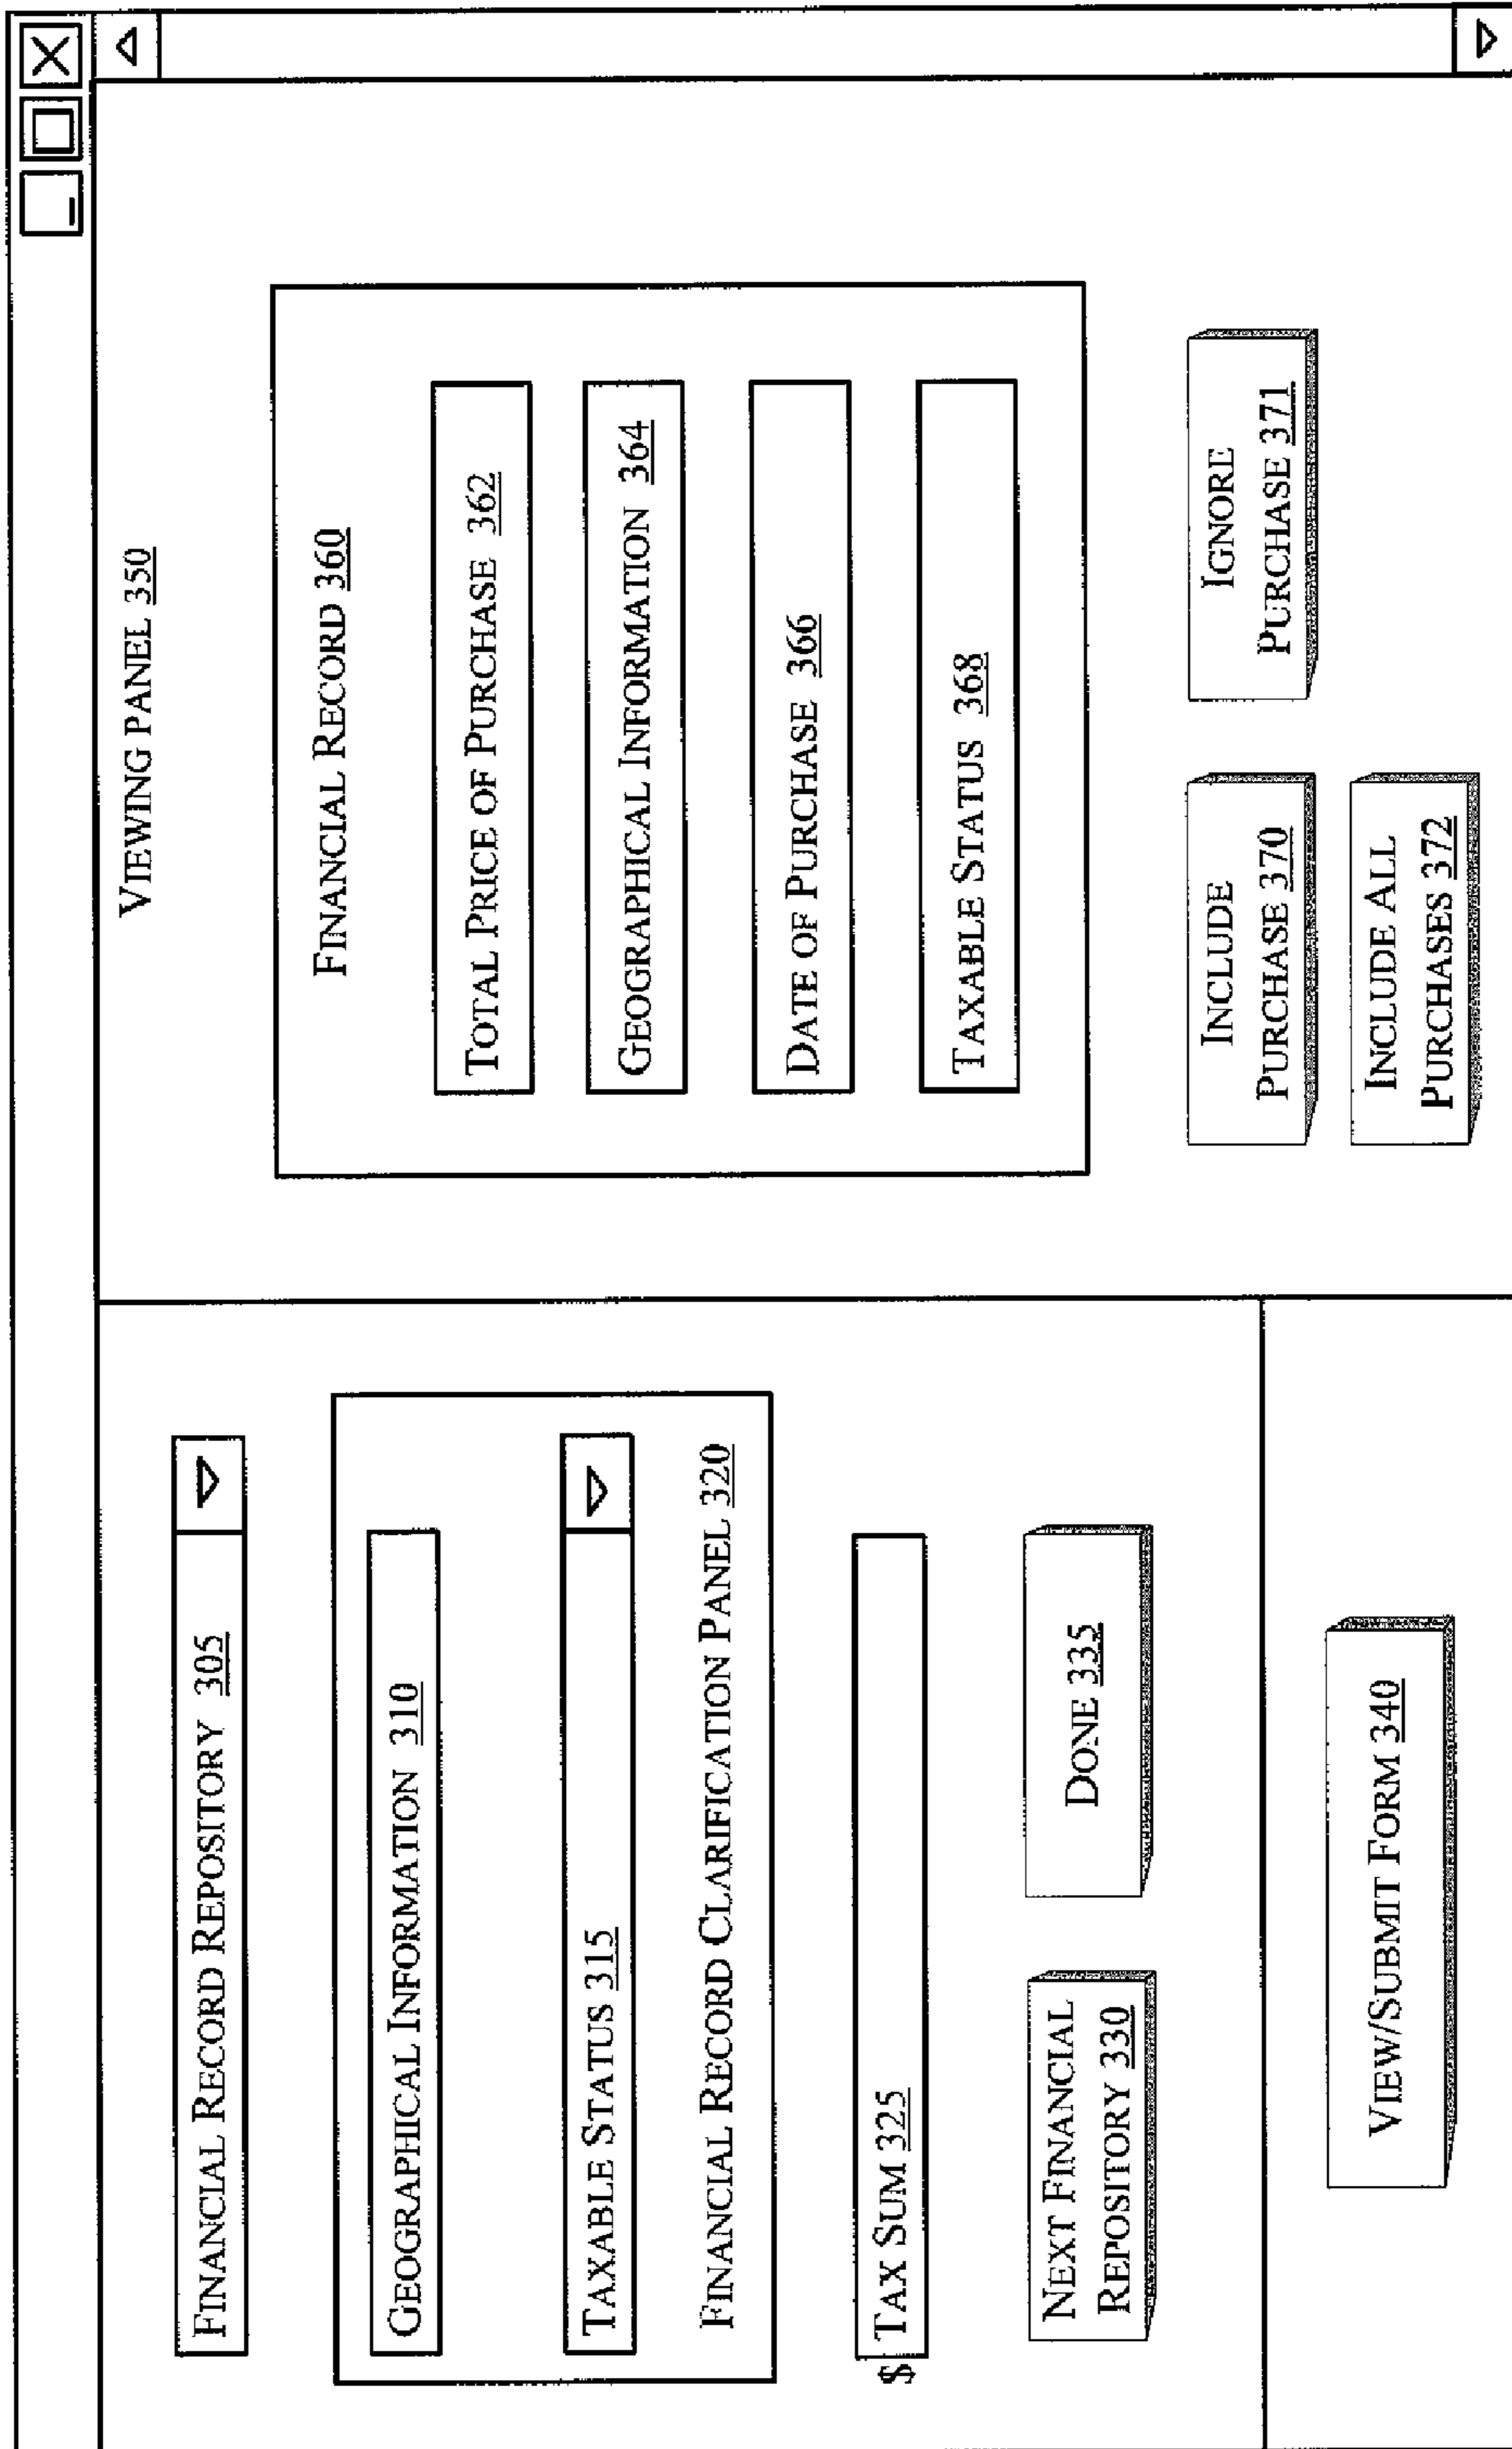 FINANCIAL RECORD REPOSITORY 305
GEOGRAPHICAL INFORMATION 310
TAXABLE STATUS 315
FINANCIAL RECORD CLARIFICATION PANEL 320
$ TAX SUM 325
NEXT FINANCIAL
REPOSITORY 330
DONE 335
VIEW/SUBMIT FORM 340
VIEWING PANEL 350
FINANCIAL RECORD 360
TOTAL PRICE OF PURCHASE 362
GEOGRAPHICAL INFORMATION 364
DATE OF PURCHASE 366
TAXABLE STATUS 368
INCLUDE
PURCHASE 370
IGNORE
PURCHASE 371
INCLUDE ALL
PURCHASES 372